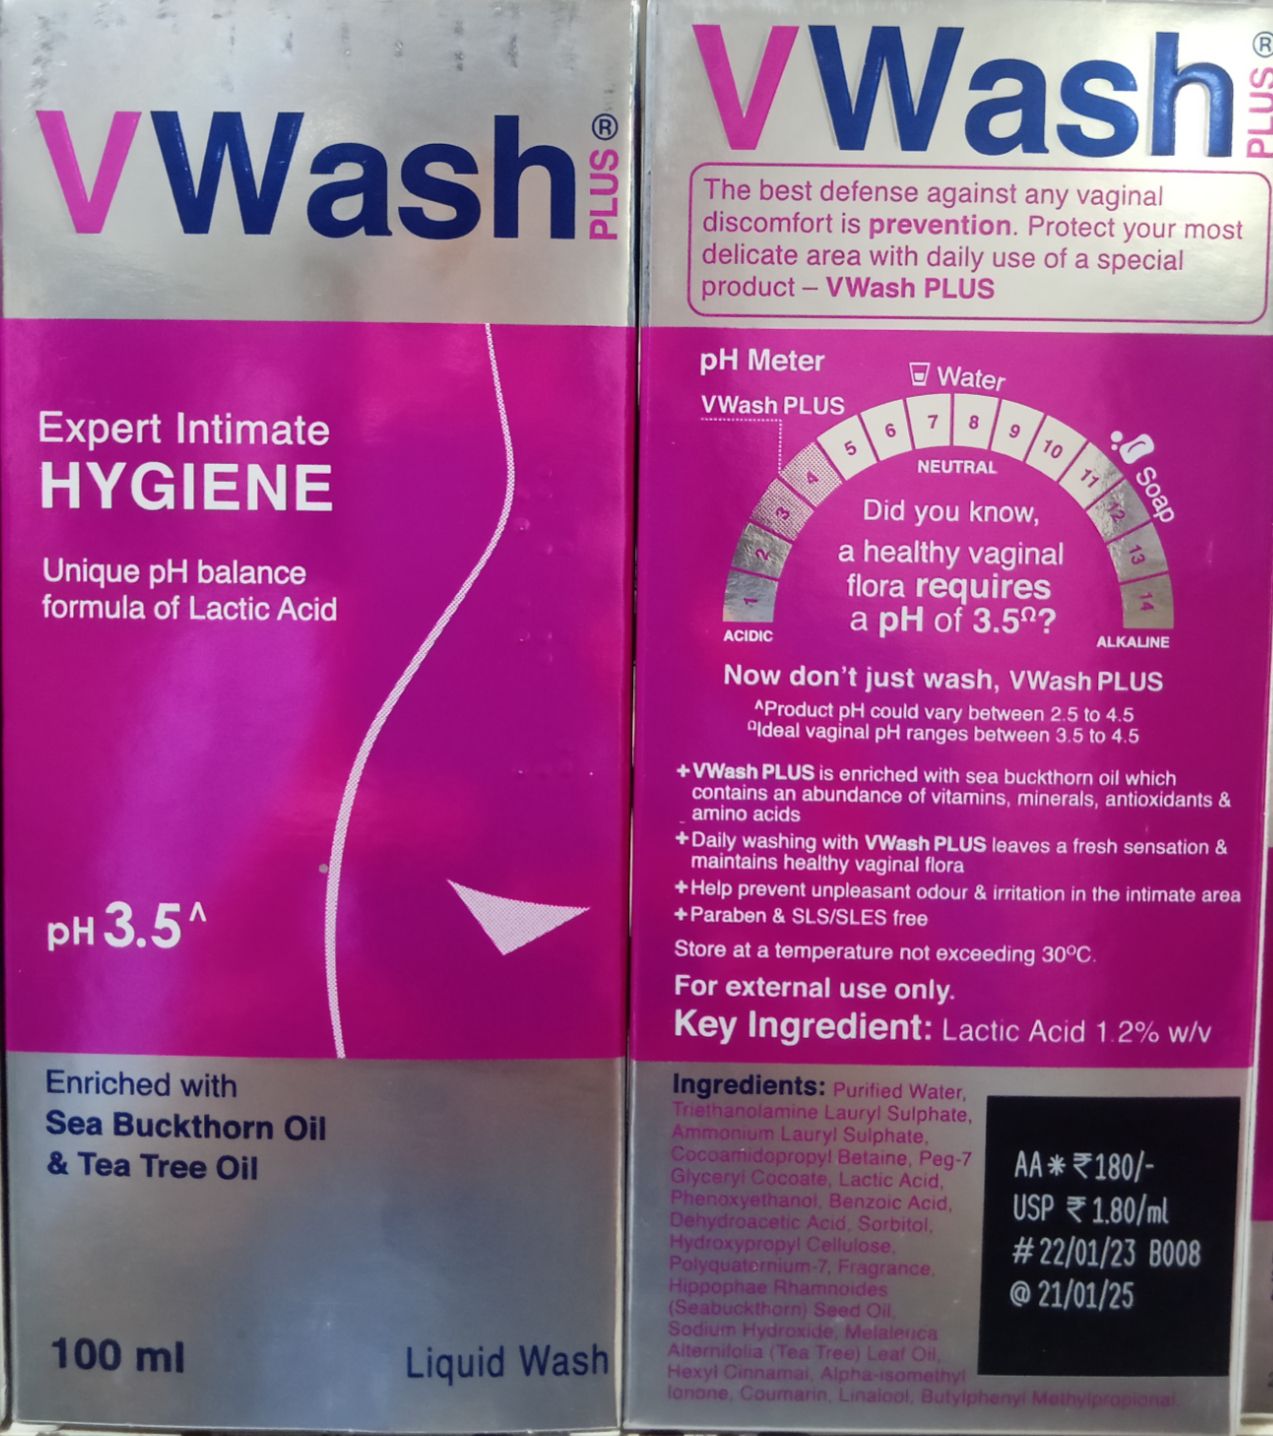 VWash PLUS®
Expert Intimate
HYGIENE
Unique pH balance
formula of Lactic Acid
pH 3.5^
Enriched with
Sea Buckthorn Oil
& Tea Tree Oil
100 ml
Liquid Wash
VWash PLUS®
The best defense against any vaginal
discomfort is prevention. Protect your most
delicate area with daily use of a special
product – VWash PLUS
pH Meter
Water
VWash PLUS
1 2 3 4 5 6 7 8 9 10 11 12 13 14
NEUTRAL
Soap
Did you know,
a healthy vaginal
flora requires
a pH of 3.5Ω?
ACIDIC
ALKALINE
Now don't just wash, VWash PLUS
^Product pH could vary between 2.5 to 4.5
ΩIdeal vaginal pH ranges between 3.5 to 4.5
+VWash PLUS is enriched with sea buckthorn oil which
contains an abundance of vitamins, minerals, antioxidants &
amino acids
+Daily washing with VWash PLUS leaves a fresh sensation &
maintains healthy vaginal flora
+Help prevent unpleasant odour & irritation in the intimate area
+Paraben & SLS/SLES free
Store at a temperature not exceeding 30ºC.
For external use only.
Key Ingredient: Lactic Acid 1.2% w/v
Ingredients: Purified Water,
Triethanolamine Lauryl Sulphate,
Ammonium Lauryl Sulphate,
Cocoamidopropyl Betaine, Peg-7
Glyceryl Cocoate, Lactic Acid,
Phenoxyethanol, Benzoic Acid,
Dehydroacetic Acid, Sorbitol,
Hydroxypropyl Cellulose,
Polyquaternium-7, Fragrance,
Hippophae Rhamnoides
(Seabuckthorn) Seed Oil,
Sodium Hydroxide, Melalerica
Alternifolia (Tea Tree) Leaf Oil,
Hexyl Cinnamal, Alpha-isomethyl
Ionone, Coumarin, Linalool, Butylphenyl Methylpropional.
AA* ₹180/-
USP ₹1.80/ml
# 22/01/23 B008
@ 21/01/25